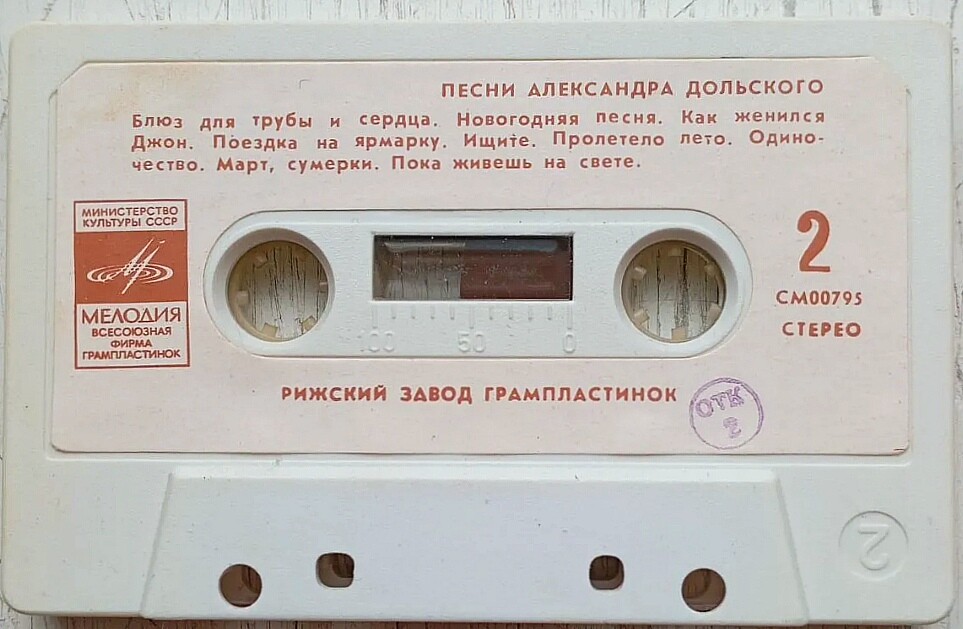 ПЕСНИ АЛЕКСАНДРА ДОЛЬСКОГО
Блюз для трубы и сердца. Новогодняя песня. Как женился
Джон. Поездка на ярмарку. Ищите. Пролетело лето. Одино-
чество. Март, сумерки. Пока живешь на свете.
МИНИСТЕРСТВО
КУЛЬТУРЫ СССР
МЕЛОДИЯ
ВСЕСОЮЗНАЯ
ФИРМА
ГРАМПЛАСТИНОК
2
СМ00795
СТЕРЕО
100 50 0
РИЖСКИЙ ЗАВОД ГРАМПЛАСТИНОК
ОТК
2
2